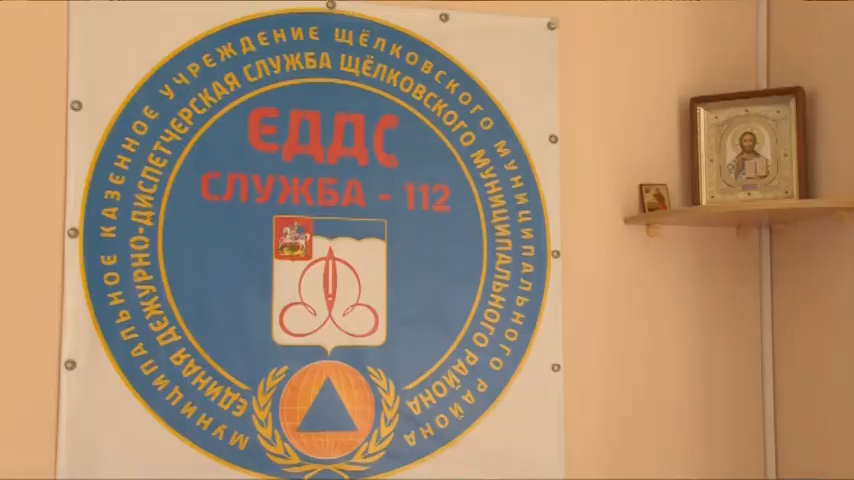 МУНИЦИПАЛЬНОЕ КАЗЕННОЕ УЧРЕЖДЕНИЕ ЩЁЛКОВСКОГО МУНИЦИПАЛЬНОГО РАЙОНА
ЕДИНАЯ ДЕЖУРНО-ДИСПЕТЧЕРСКАЯ СЛУЖБА ЩЁЛКОВСКОГО МУНИЦИПАЛЬНОГО РАЙОНА
ЕДДС
СЛУЖБА - 112